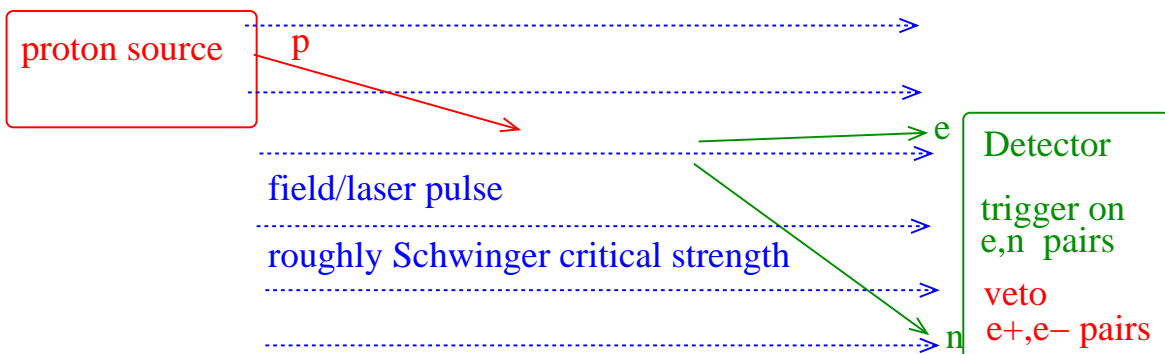 proton source
p
e
Detector
field/laser pulse
trigger on
e,n pairs
roughly Schwinger critical strength
veto
e+,e− pairs
n